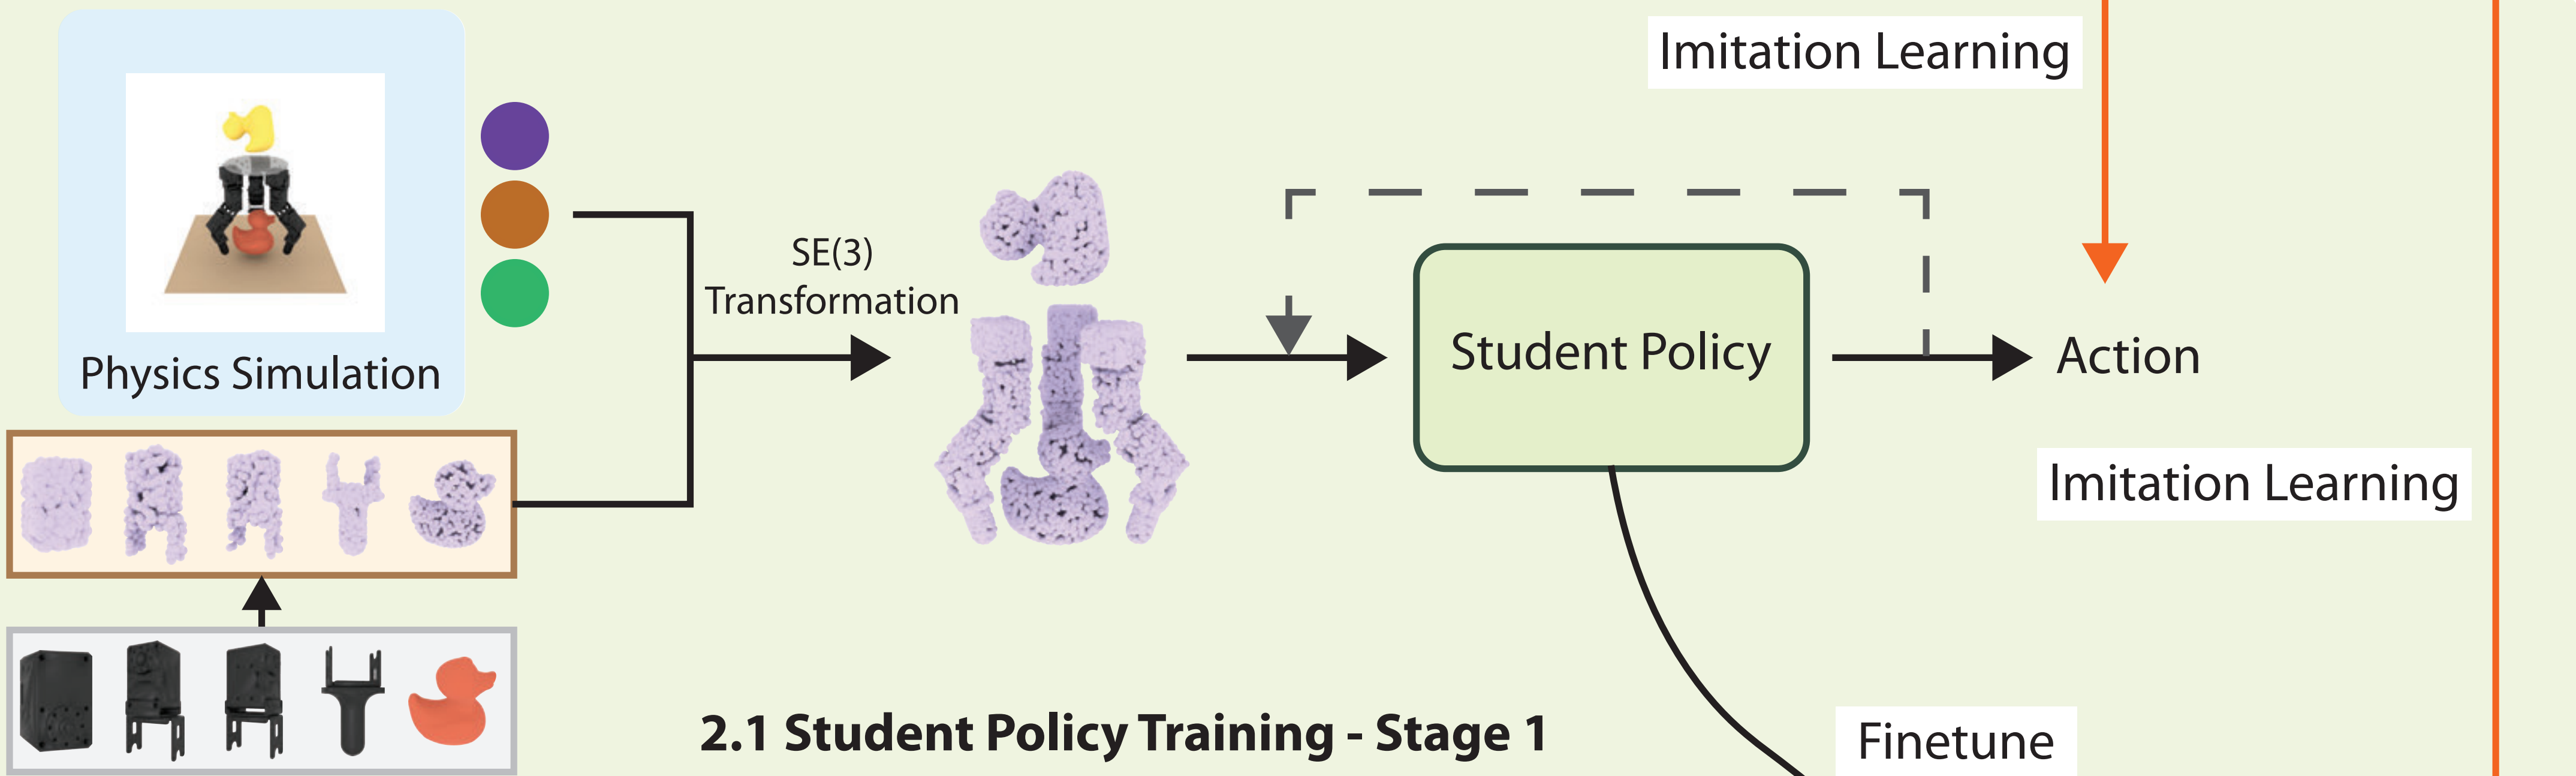 Imitation Learning
Physics Simulation
SE(3)
Transformation
Student Policy
Action
Imitation Learning
2.1 Student Policy Training - Stage 1
Finetune